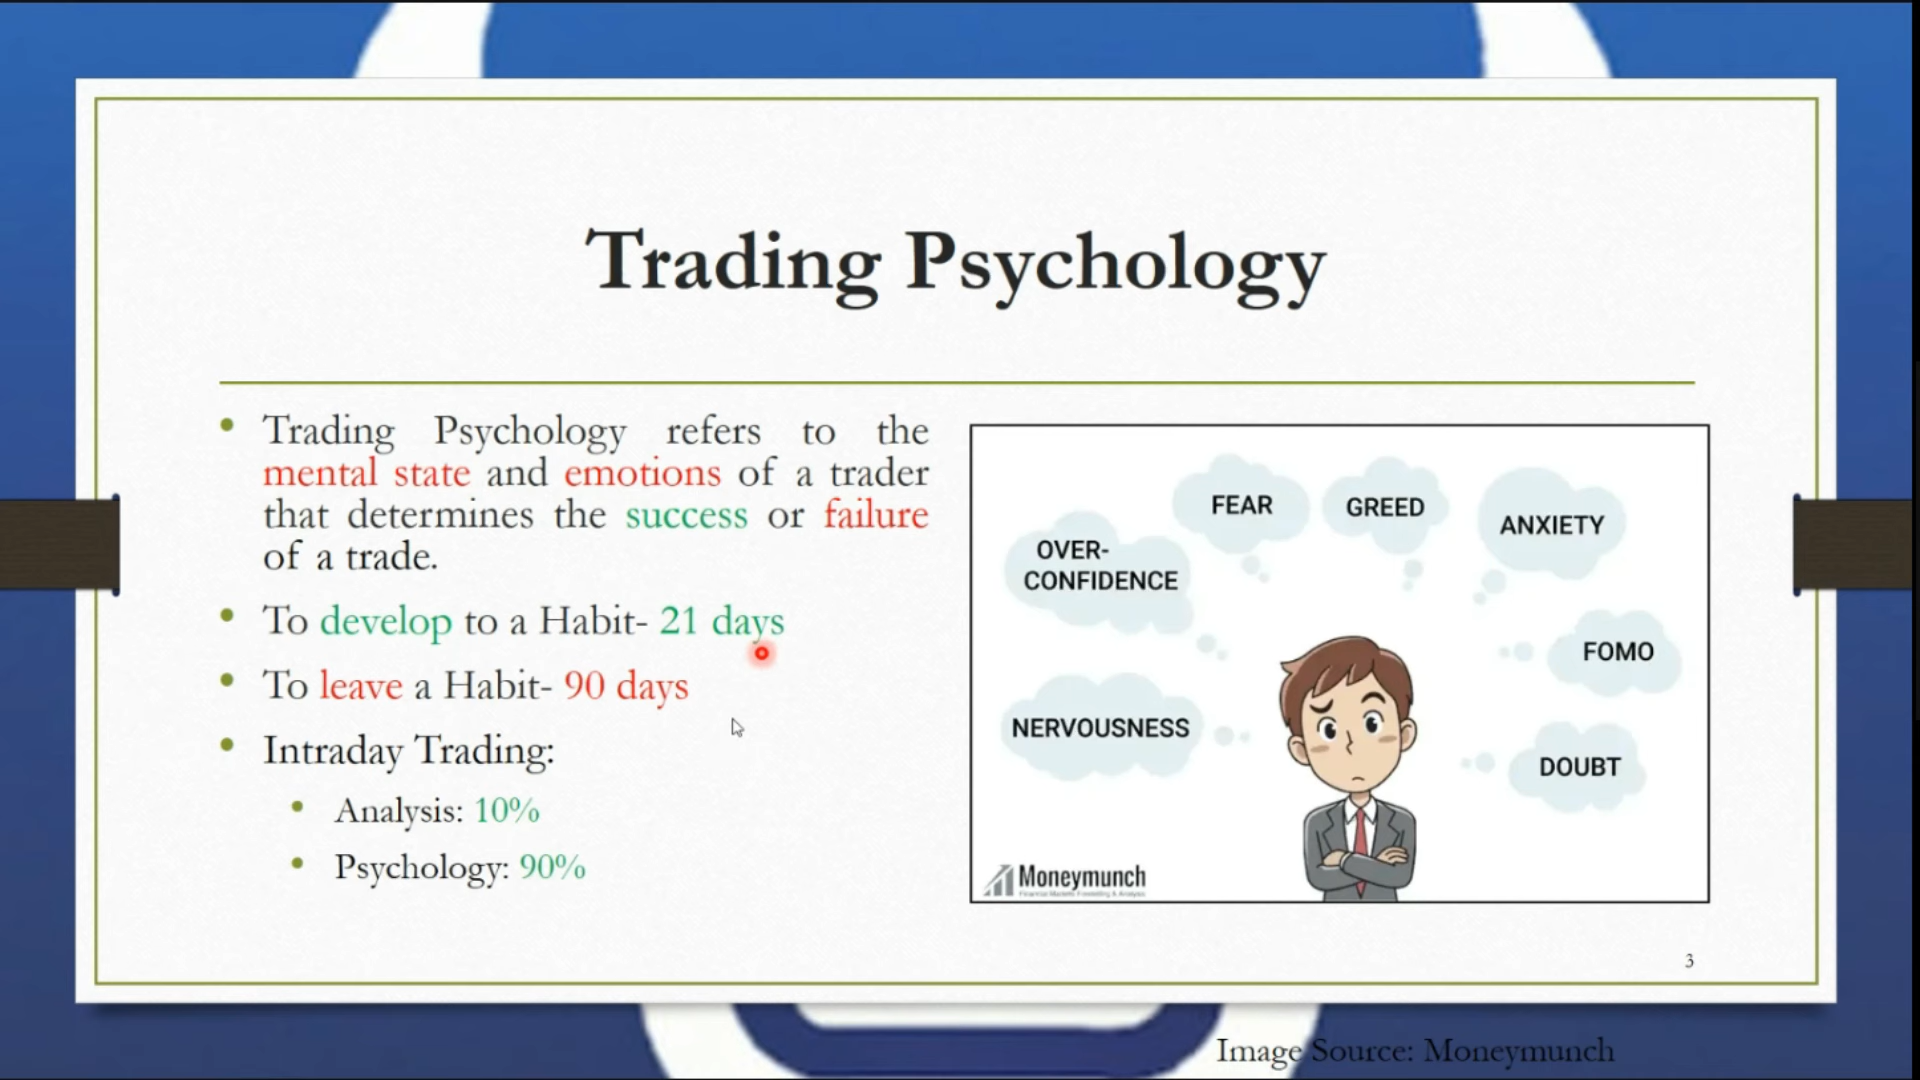 Trading Psychology
Trading Psychology refers to the
mental state and emotions of a trader
that determines the success or failure
of a trade.
To develop to a Habit- 21 days
To leave a Habit- 90 days
Intraday Trading:
Analysis: 10%
Psychology: 90%
FEAR
GREED
ANXIETY
OVER-
CONFIDENCE
FOMO
NERVOUSNESS
DOUBT
Moneymunch
3
Image Source: Moneymunch